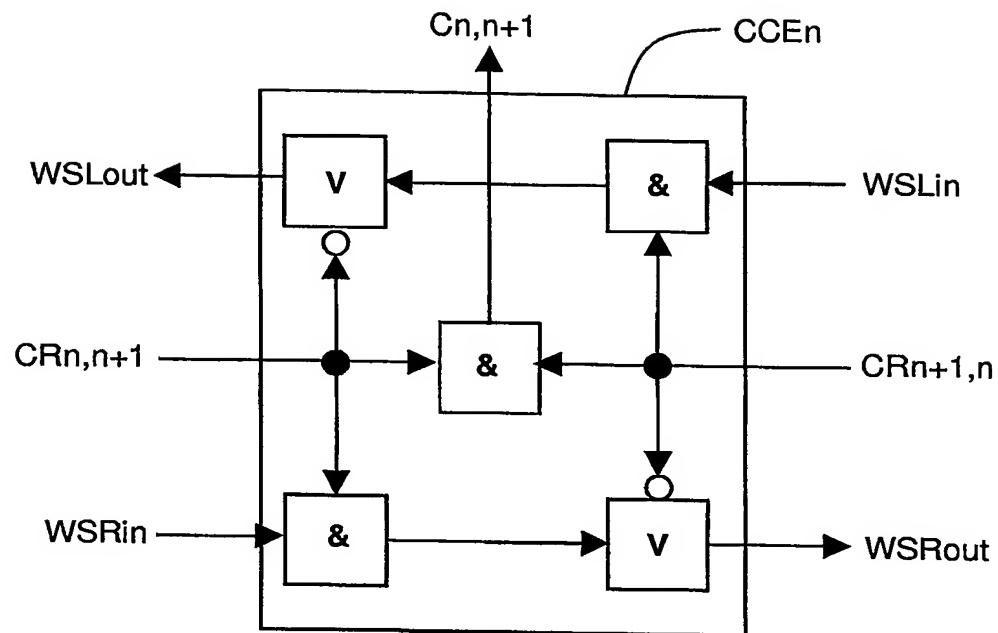 Cn,n+1
CCEn
WSLout
V
&
WSLin
CRn,n+1
&
CRn+1,n
WSRin
&
V
WSRout